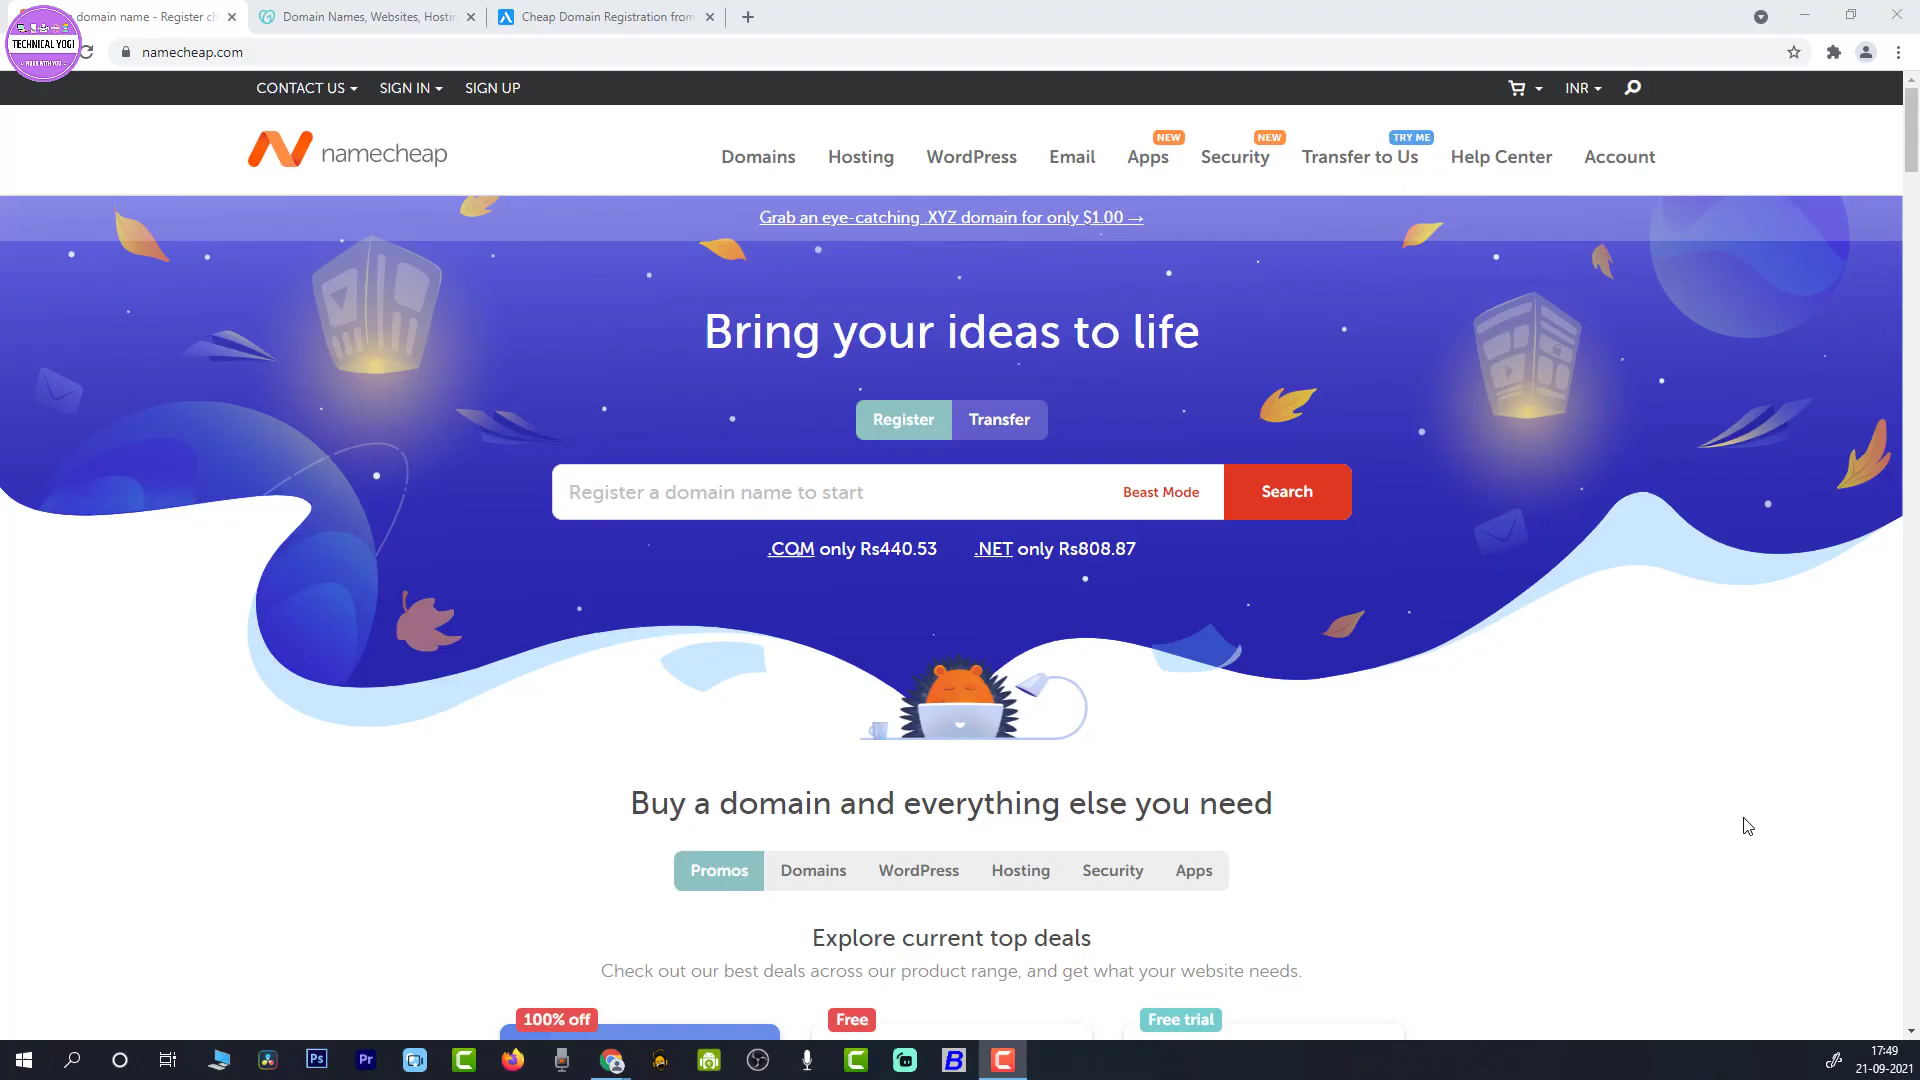 domain name - Register ch
Domain Names, Websites, Hostin
Cheap Domain Registration from
TECHNICAL YOGI
WORK WITH YOU
namecheap.com
CONTACT US SIGN IN SIGN UP
INR
namecheap
Domains Hosting WordPress Email Apps NEW Security NEW Transfer to Us TRY ME Help Center Account
Grab an eye-catching .XYZ domain for only $1.00 →
Bring your ideas to life
Register Transfer
Register a domain name to start Beast Mode Search
.COM only Rs440.53 .NET only Rs808.87
Buy a domain and everything else you need
Promos Domains WordPress Hosting Security Apps
Explore current top deals
Check out our best deals across our product range, and get what your website needs.
100% off Free Free trial
Ps Pr C C B C
17:49
21-09-2021